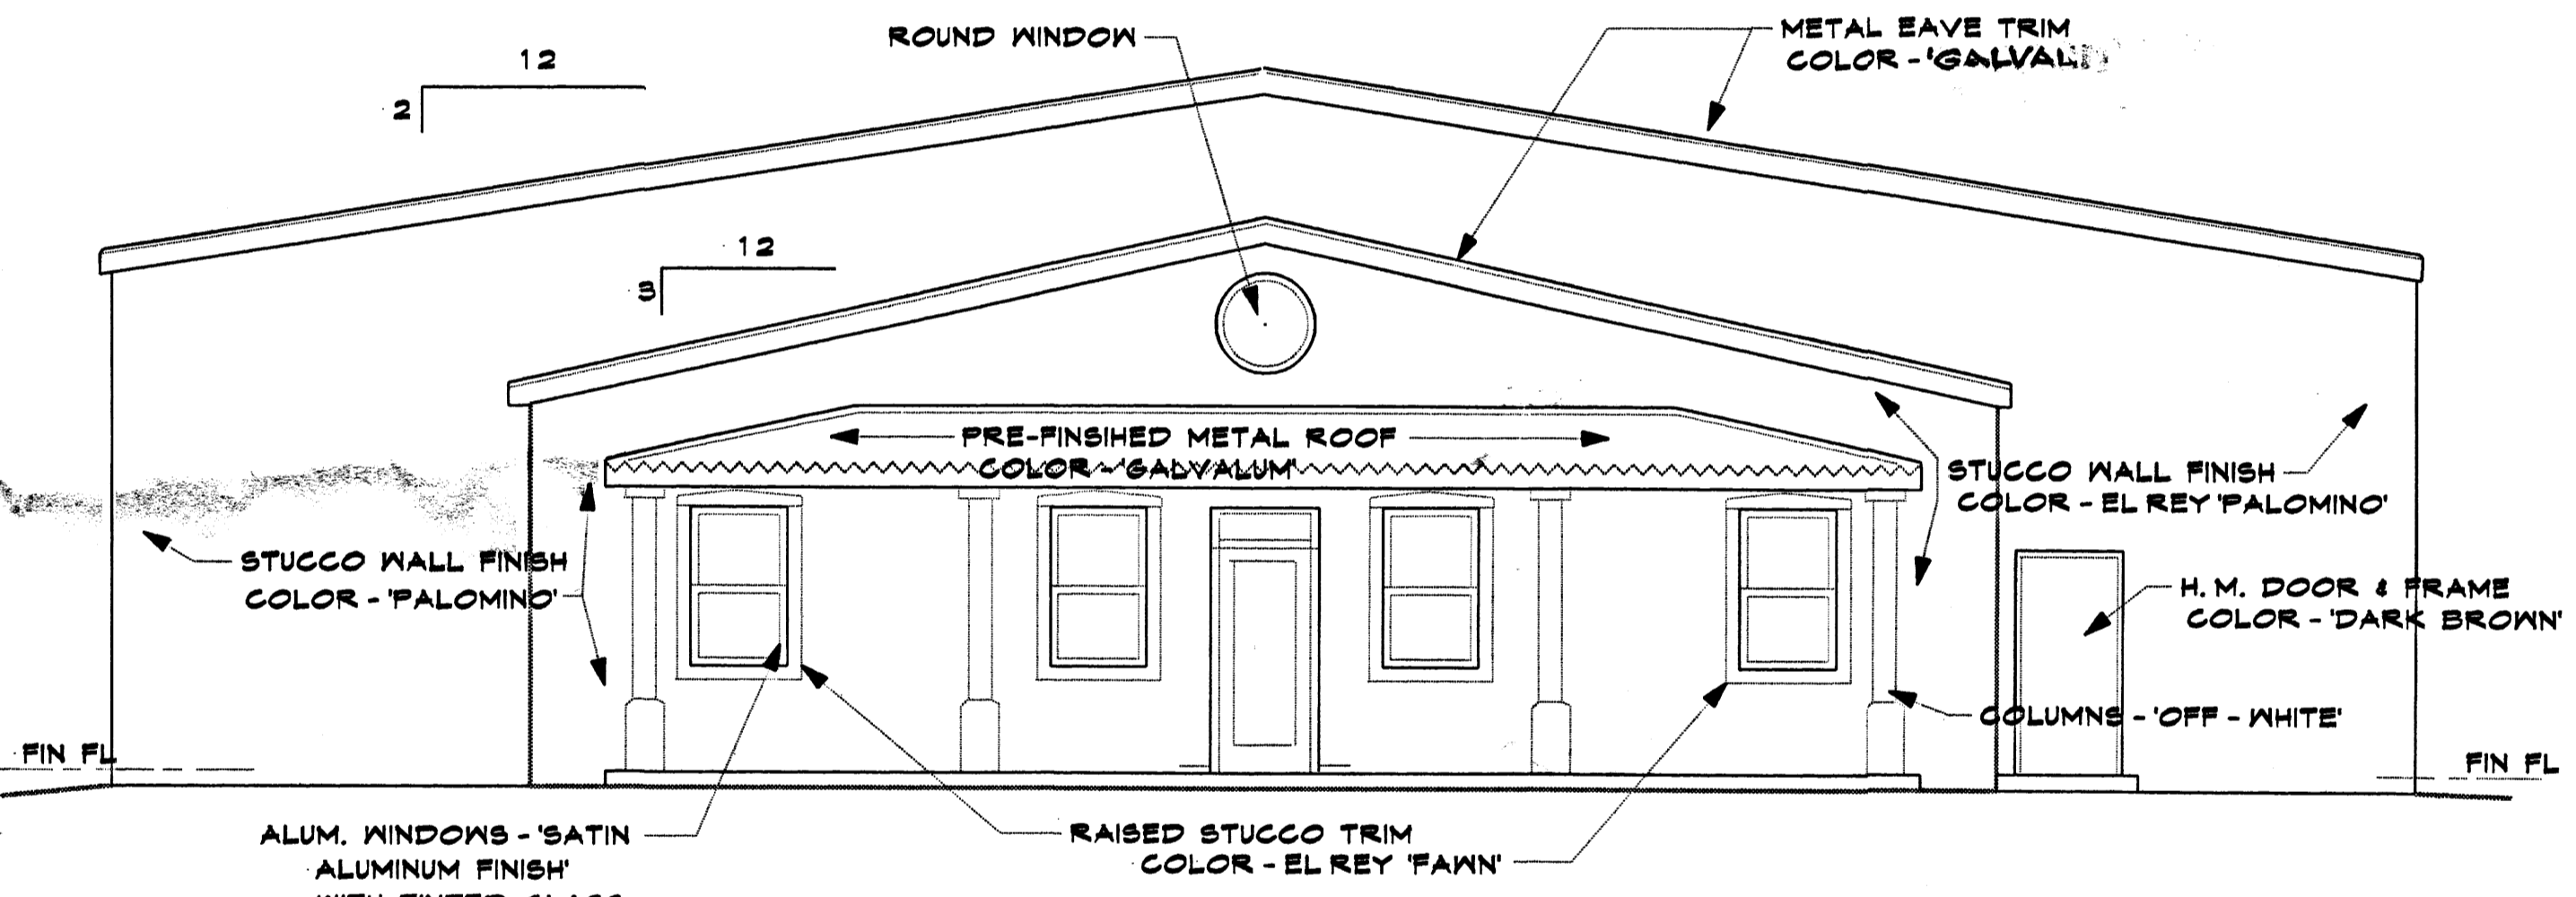 ROUND WINDOW
METAL EAVE TRIM
COLOR - 'GALVAL
12
2
12
3
PRE-FINSIHED METAL ROOF
COLOR - 'GALVALUM'
STUCCO WALL FINISH
COLOR - EL REY 'PALOMINO'
STUCCO WALL FINISH
COLOR - 'PALOMINO'
H. M. DOOR & FRAME
COLOR - 'DARK BROWN'
COLUMNS - 'OFF - WHITE'
FIN FL
FIN FL
ALUM. WINDOWS - 'SATIN
ALUMINUM FINISH'
RAISED STUCCO TRIM
COLOR - EL REY 'FAWN'